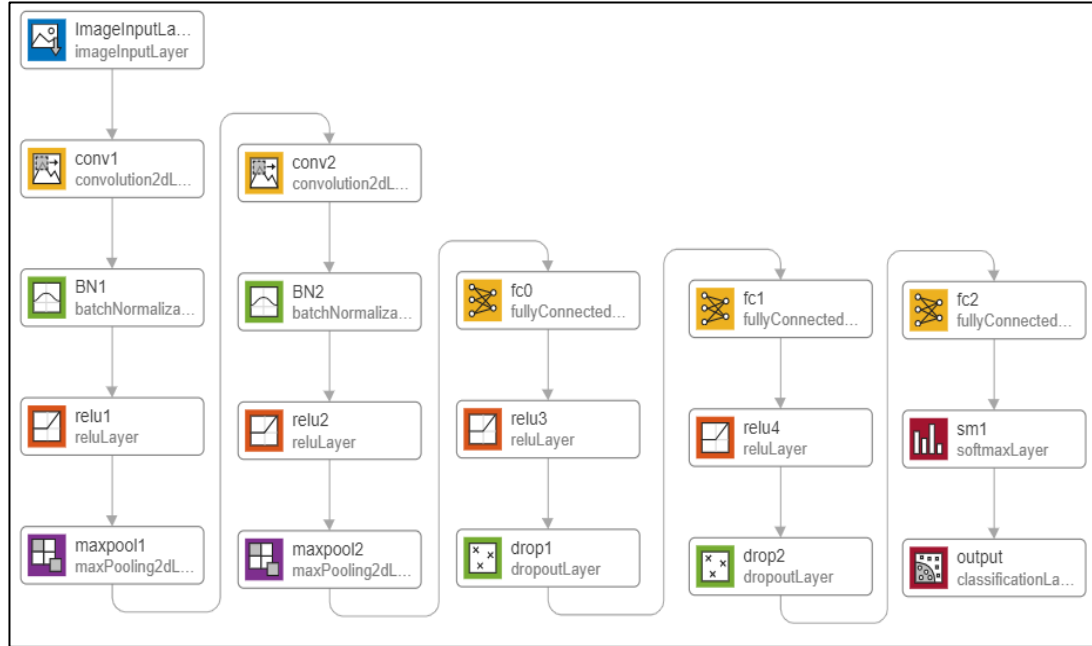 ImageInputLa...
imageInputLayer
conv1
convolution2dL...
BN1
batchNormaliza...
relu1
reluLayer
maxpool1
maxPooling2dL...
conv2
convolution2dL...
BN2
batchNormaliza...
relu2
reluLayer
maxpool2
maxPooling2dL...
fc0
fullyConnected...
relu3
reluLayer
drop1
dropoutLayer
fc1
fullyConnected...
relu4
reluLayer
drop2
dropoutLayer
fc2
fullyConnected...
sm1
softmaxLayer
output
classificationLa...